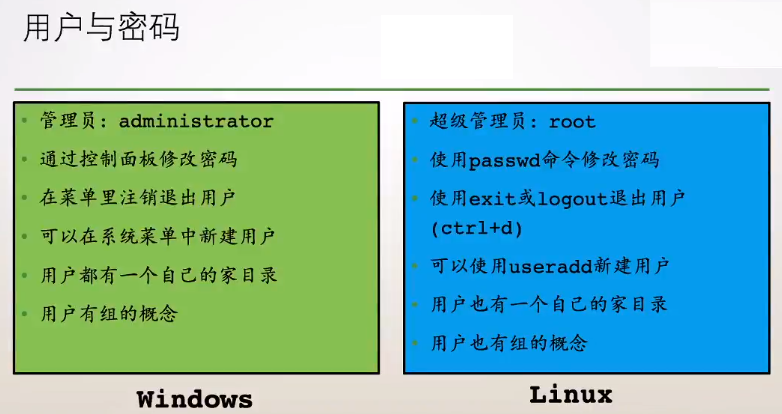 用户与密码
管理员: administrator
通过控制面板修改密码
在菜单里注销退出用户
可以在系统菜单中新建用户
用户都有一个自己的家目录
用户有组的概念
Windows
超级管理员: root
使用passwd命令修改密码
使用exit或logout退出用户
(ctrl+d)
可以使用useradd新建用户
用户也有一个自己的家目录
用户也有组的概念
Linux